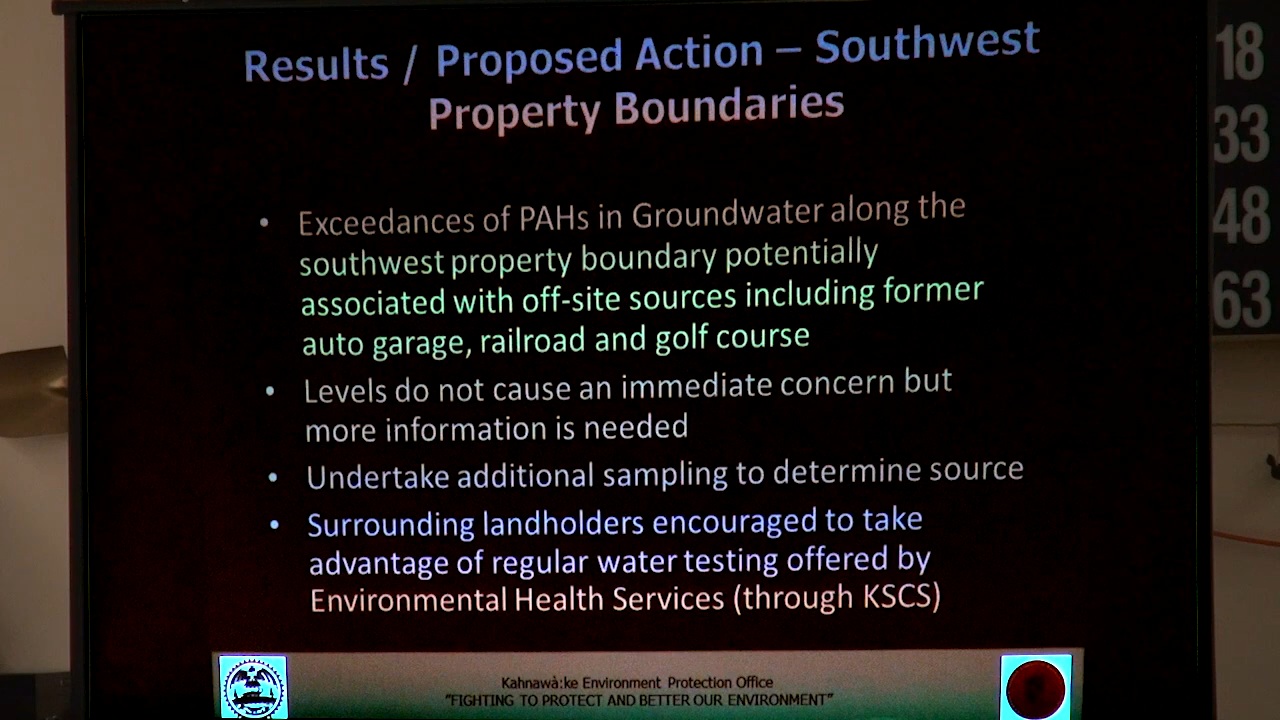 Results / Proposed Action – Southwest
Property Boundaries
• Exceedances of PAHs in Groundwater along the
southwest property boundary potentially
associated with off-site sources including former
auto garage, railroad and golf course
• Levels do not cause an immediate concern but
more information is needed
• Undertake additional sampling to determine source
• Surrounding landholders encouraged to take
advantage of regular water testing offered by
Environmental Health Services (through KSCS)
Kahnawà:ke Environment Protection Office
"FIGHTING TO PROTECT AND BETTER OUR ENVIRONMENT"
18
33
48
63